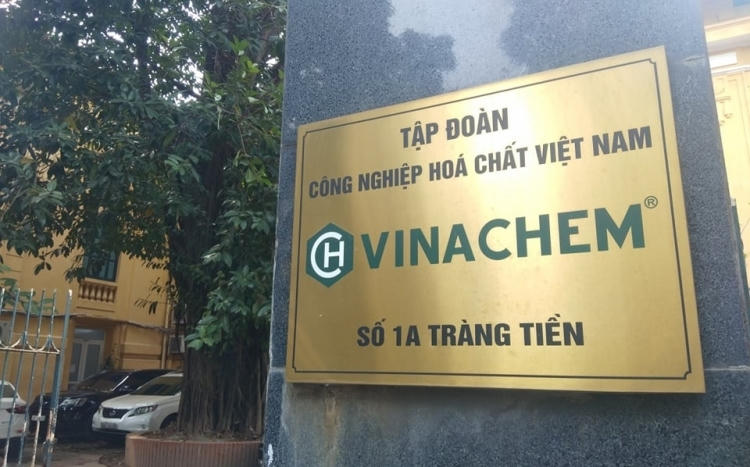 TẬP ĐOÀN
CÔNG NGHIỆP HOÁ CHẤT VIỆT NAM
CH VINACHEM®
SỐ 1A TRÀNG TIỀN